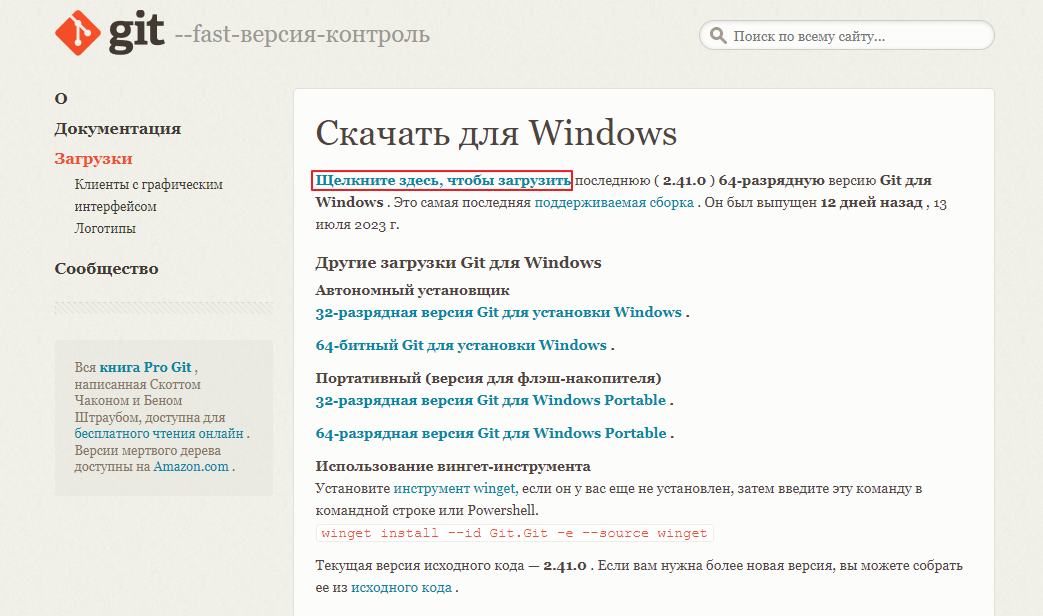 git --fast-версия-контроль
Поиск по всему сайту...
О
Документация
Загрузки
Клиенты с графическим
интерфейсом
Логотипы
Сообщество
Вся книга Pro Git ,
написанная Скоттом
Чаконом и Беном
Штраубом, доступна для
бесплатного чтения онлайн .
Версии мертвого дерева
доступны на Amazon.com .
Скачать для Windows
Щелкните здесь, чтобы загрузить последнюю ( 2.41.0 ) 64-разрядную версию Git для
Windows . Это самая последняя поддерживаемая сборка . Он был выпущен 12 дней назад , 13
июля 2023 г.
Другие загрузки Git для Windows
Автономный установщик
32-разрядная версия Git для установки Windows .
64-битный Git для установки Windows .
Портативный (версия для флэш-накопителя)
32-разрядная версия Git для Windows Portable .
64-разрядная версия Git для Windows Portable .
Использование вингет-инструмента
Установите инструмент winget, если он у вас еще не установлен, затем введите эту команду в
командной строке или Powershell.
winget install --id Git.Git -e --source winget
Текущая версия исходного кода — 2.41.0 . Если вам нужна более новая версия, вы можете собрать
ее из исходного кода .